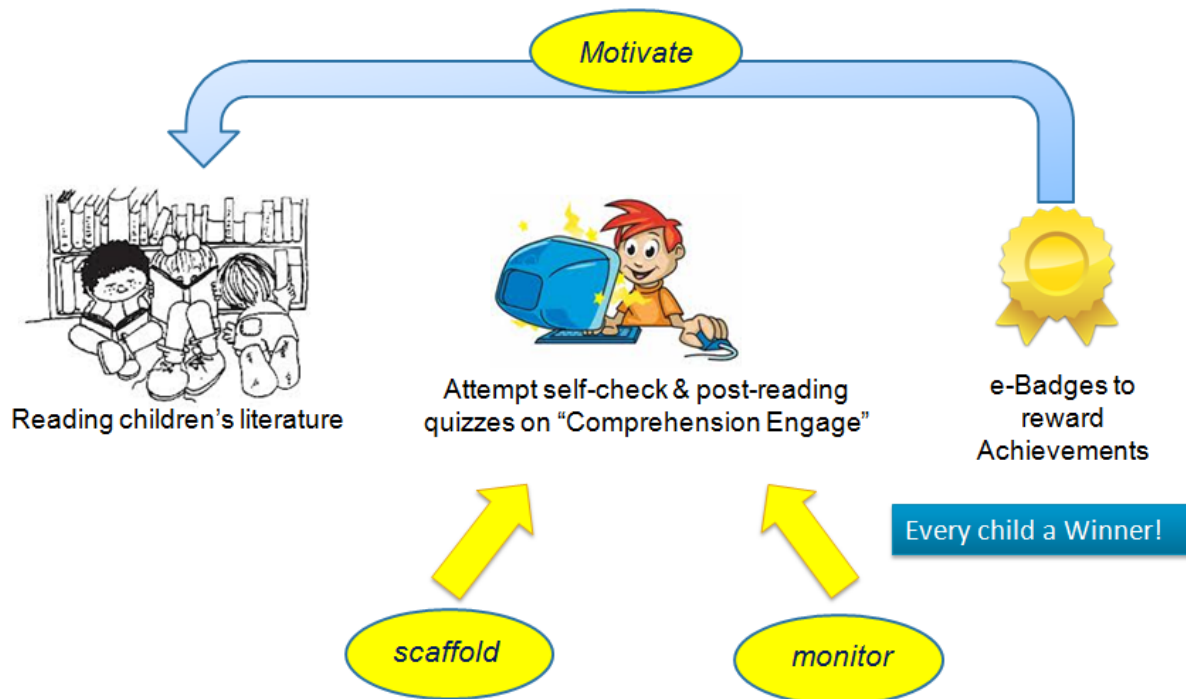 Motivate
Reading children's literature
Attempt self-check & post-reading
quizzes on “Comprehension Engage”
e-Badges to
reward
Achievements
Every child a Winner!
scaffold
monitor